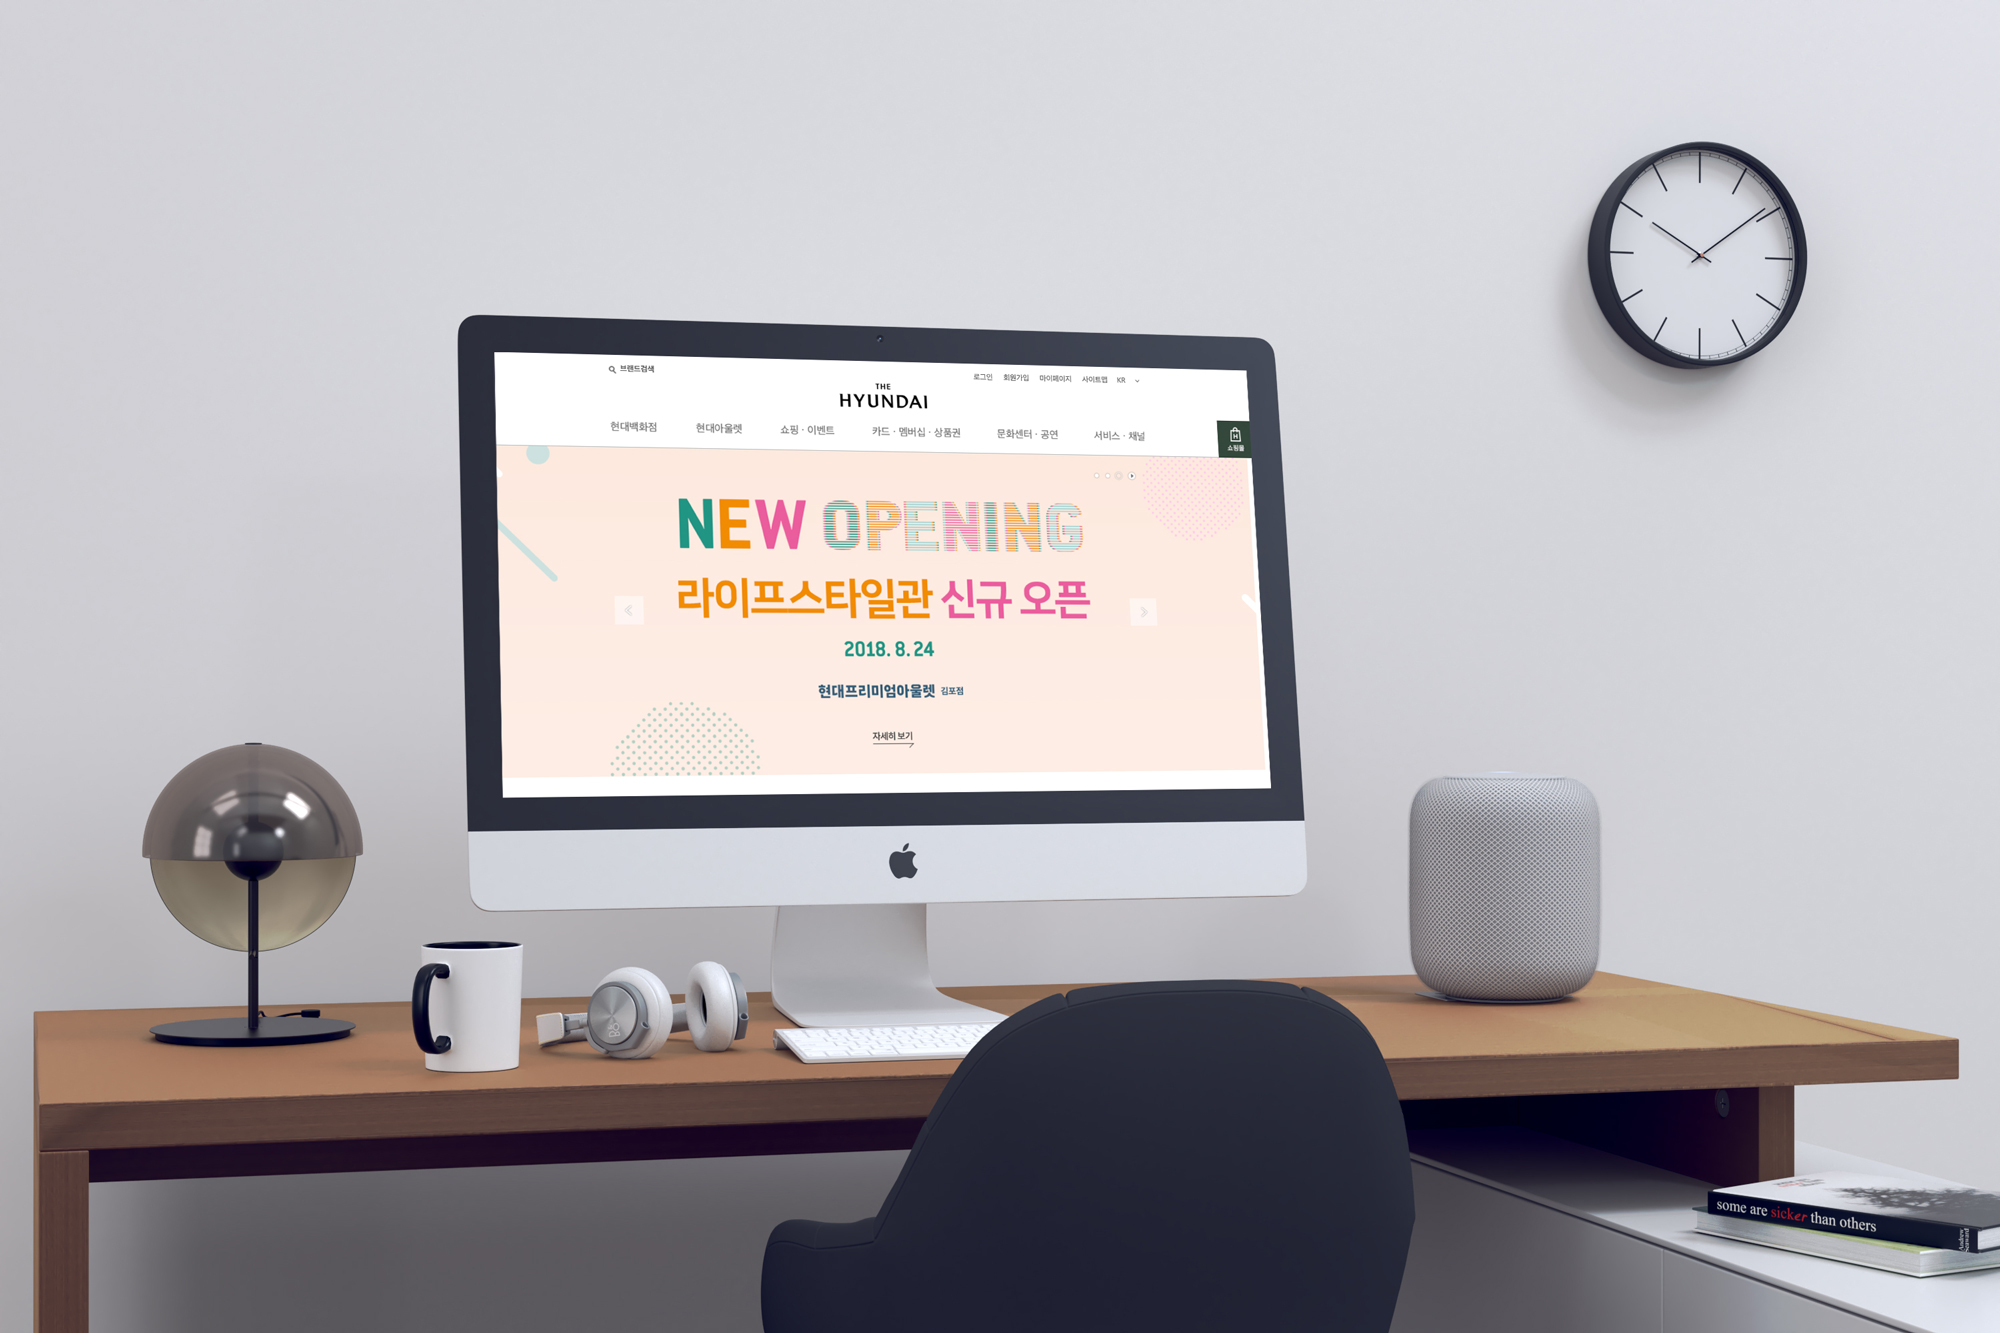 브랜드검색
로그인 회원가입 마이페이지 사이트맵 KR
THE
HYUNDAI
현대백화점 현대아울렛 쇼핑 · 이벤트 카드 · 멤버십 · 상품권 문화센터 · 공연 서비스 · 채널
H
쇼핑몰
NEW OPENING
라이프스타일관 신규 오픈
2018. 8. 24
현대프리미엄아울렛 김포점
자세히 보기
B&O
some are sicker than others
Andrew
Seaward